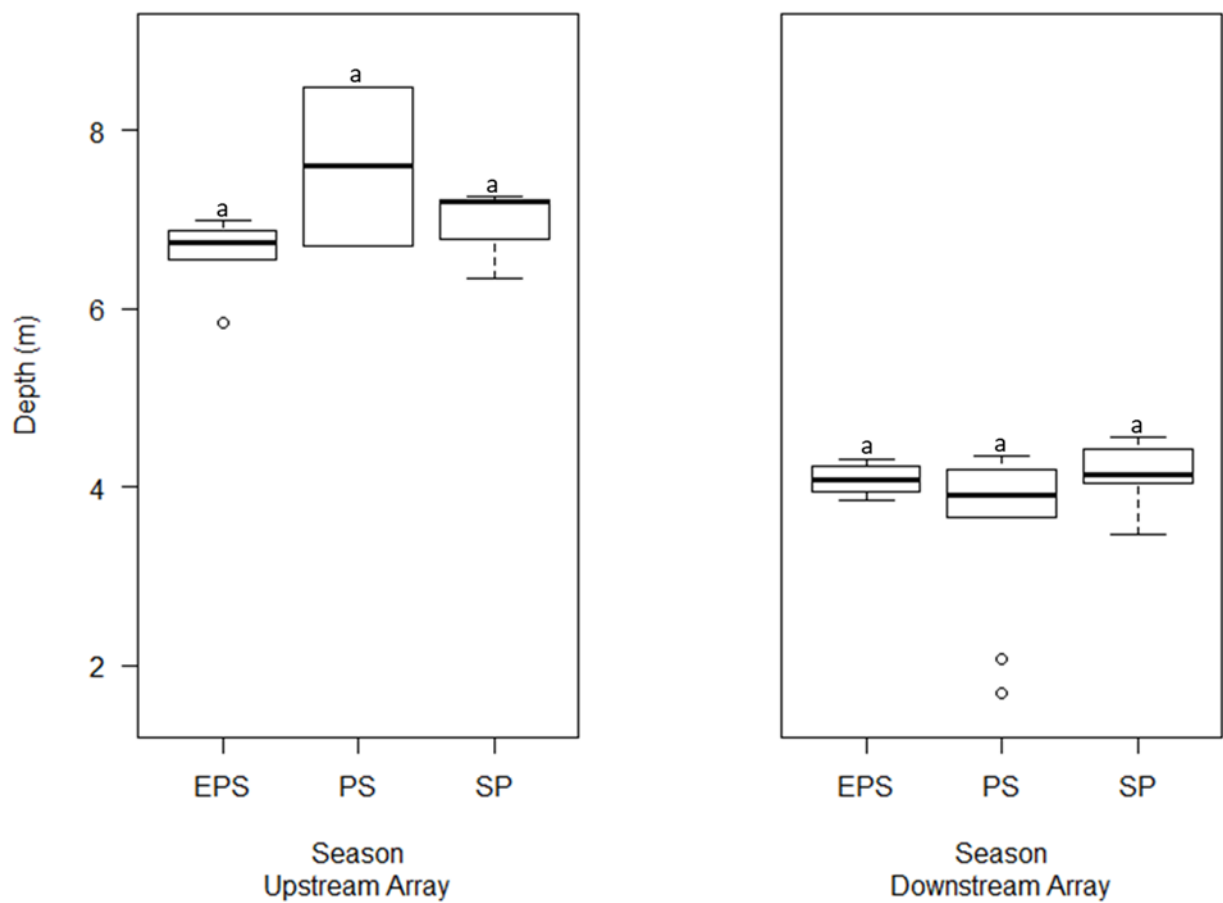 Depth (m)
8
6
4
2
a
a
a
EPS
PS
SP
Season
Upstream Array
a
a
a
EPS
PS
SP
Season
Downstream Array